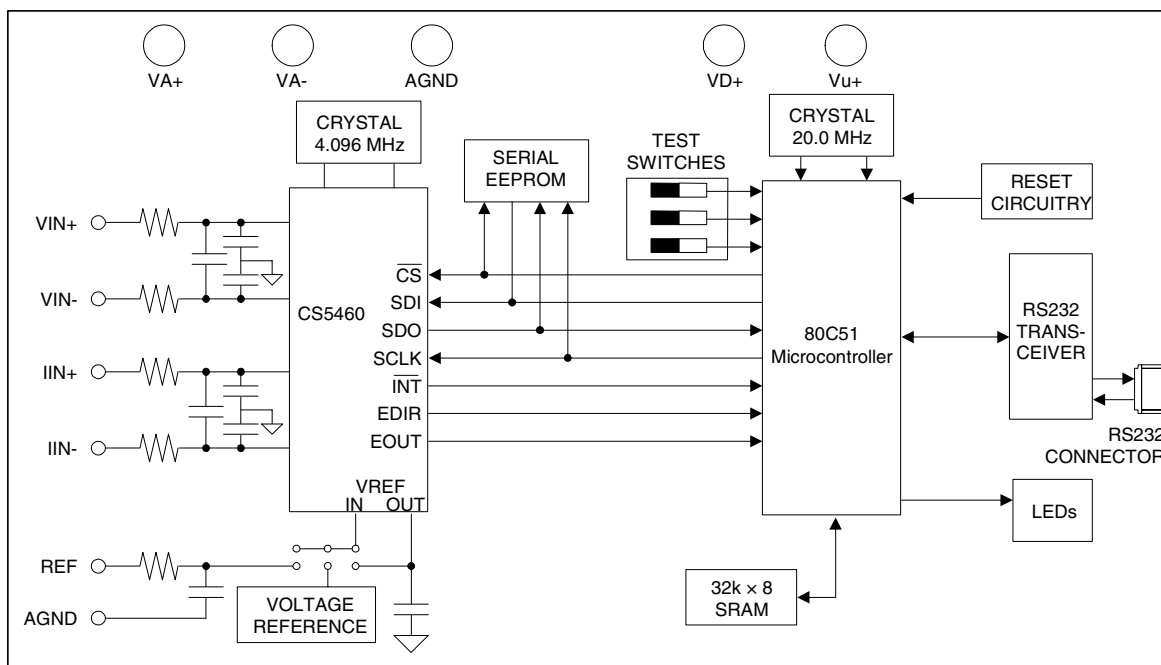 VA+
VA-
AGND
VD+
Vu+
CRYSTAL
4.096 MHz
SERIAL
EEPROM
TEST
SWITCHES
CRYSTAL
20.0 MHz
RESET
CIRCUITRY
VIN+
VIN-
IIN+
IIN-
CS5460
CS
SDI
SDO
SCLK
INT
EDIR
EOUT
VREF
IN OUT
80C51
Microcontroller
RS232
TRANS-
CEIVER
RS232
CONNECTOR
LEDs
REF
AGND
VOLTAGE
REFERENCE
32k × 8
SRAM